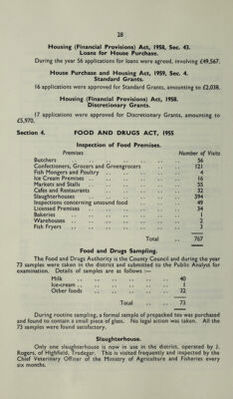 28
Housing (Financial Provisions) Act, 1958, Sec. 43.
Loans for House Purchase.
During the year 56 applications for loans were agreed, involving £49,567.
House Purchase and Housing Act, 1959, Sec. 4.
Standard Grants.
16 applications were approved for Standard Grants, amounting to £2,038.
Housing (Financial Provisions) Act, 1958.
Discretionary Grants.
17 applications were approved for Discretionary Grants, amounting to
£5,970.
Section 4. FOOD AND DRUGS ACT, 1955
Inspection of Food Premises.
Premises Number of Visits
Butchers .. .. .. .. .. 56
Confectioners, Grocers and Greengrocers .. .. 121
Fish Mongers and Poultry .. .. .. .. 4
Ice Cream Premises .. .. .. .. 16
Markets and Stalls .. .. .. .. 55
Cafes and Restaurants .. .. .. .. 32
Slaughterhouses .. .. .. .. 394
Inspections concerning unsound food .. .. 49
Licensed Premises .. .. .. .. 34
Bakeries .. .. .. .. 1
Warehouses .. .. .. .. 2
Fish Fryers .. .. .. .. 3
Total .. 767
Food and Drugs Sampling.
The Food and Drugs Authority is the County Council and during the year
73 samples were taken in the district and submitted to the Public Analyst for
examination. Details of samples are as follows :—
Milk .. .. .. .. .. 40
Ice-cream .. .. .. .. .. 1
Other foods .. .. .. .. 32
Total .. 73
During routine sampling, a formal sample of prepacked tea was purchased
and found to contain a small piece of glass. No legal action was taken. All the
73 samples were found satisfactory.
Slaughterhouse.
Only one slaughterhouse is now in use in the district, operated by J.
Rogers, of Highfield, Tredegar. This is visited frequently and inspected by the
Chief Veterinary Officer of the Ministry of Agriculture and Fisheries every
six months.